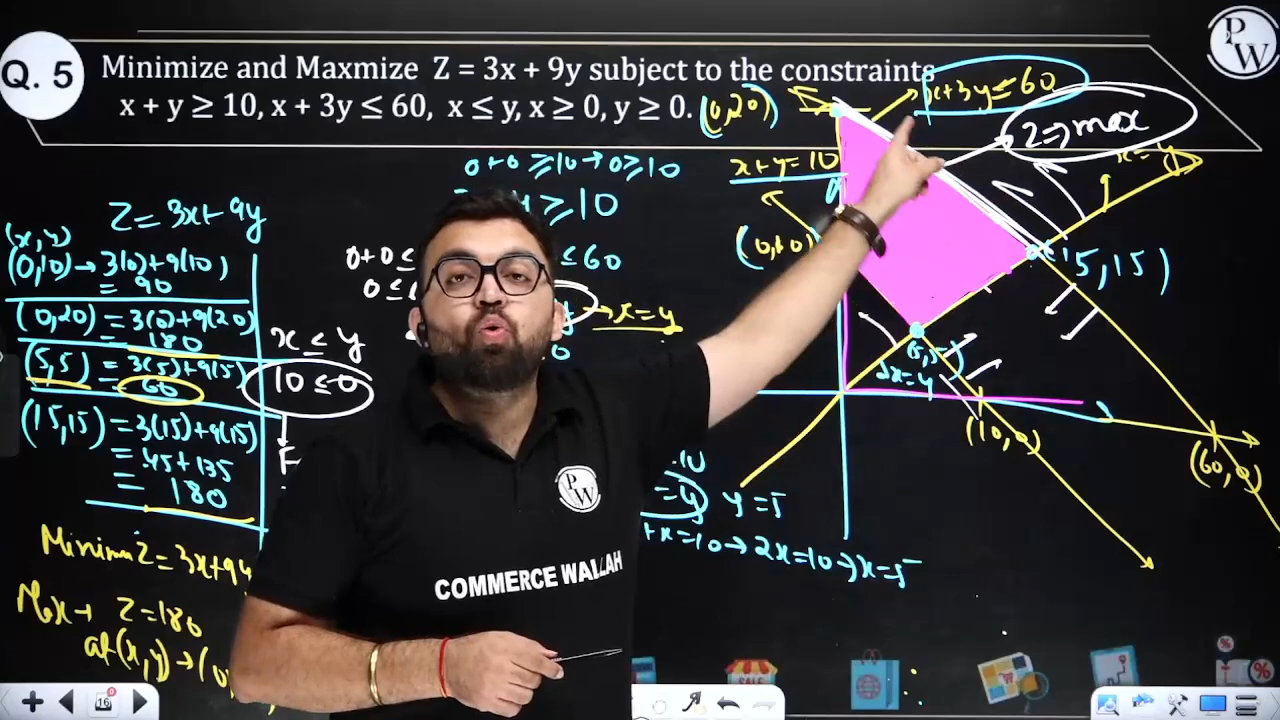 Q. 5
Minimize and Maxmize Z = 3x + 9y subject to the constraints
x + y ≥ 10, x + 3y ≤ 60, x ≤ y, x ≥ 0, y ≥ 0.
PW
(0,20)
x+3y≤60
Z⇒max
x=y
x+y=10
0+0≥10→0≥10
≥10
(0,10)
15,15)
Z=3x+9y
(x,y)
(0,10)→3(0)+9(10)
=90
(0,20)=3(0)+9(20)
=180
(5,5)=3(5)+9(5)
=60
(15,15)=3(15)+9(15)
=45+135
=180
x≤y
10≤0
0+0≤
≤60
→x=y
(5,5)
(10,0)
(60,0)
y=5
+x=10→2x=10→x=5
Z=3x+9y
Max→ Z=180
at(x,y)→(0
PW
COMMERCE WALLAH
16
SALE